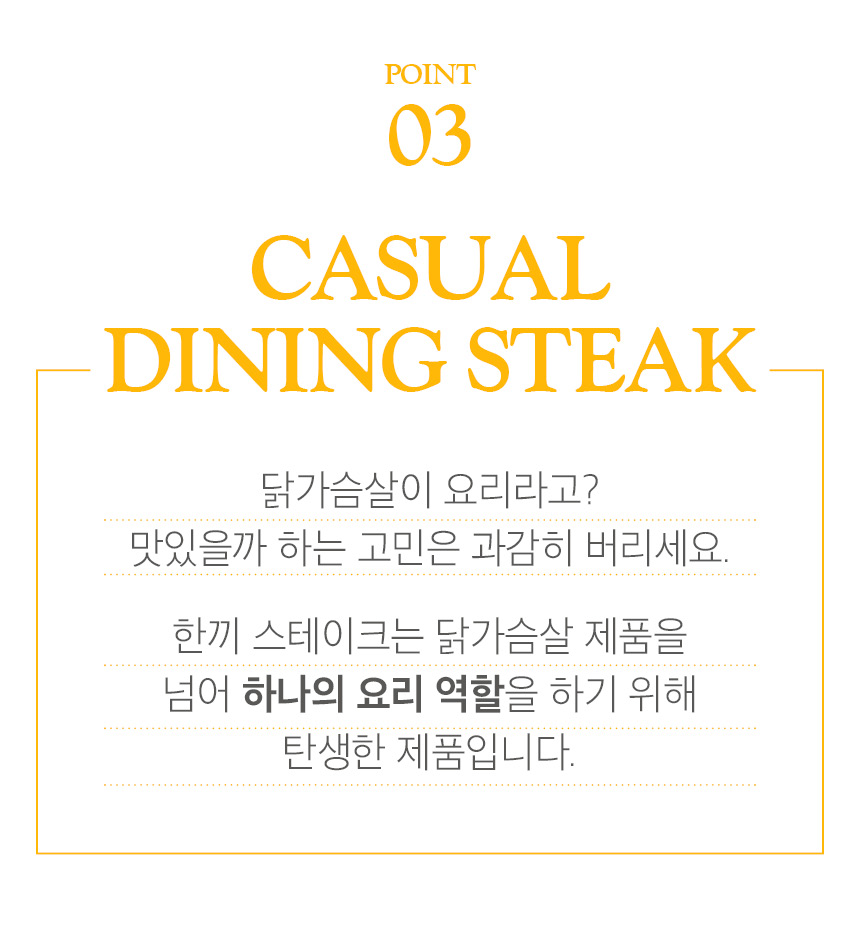 POINT
03
CASUAL
DINING STEAK
닭가슴살이 요리라고?
맛있을까 하는 고민은 과감히 버리세요.
한끼 스테이크는 닭가슴살 제품을
넘어 하나의 요리 역할을 하기 위해
탄생한 제품입니다.